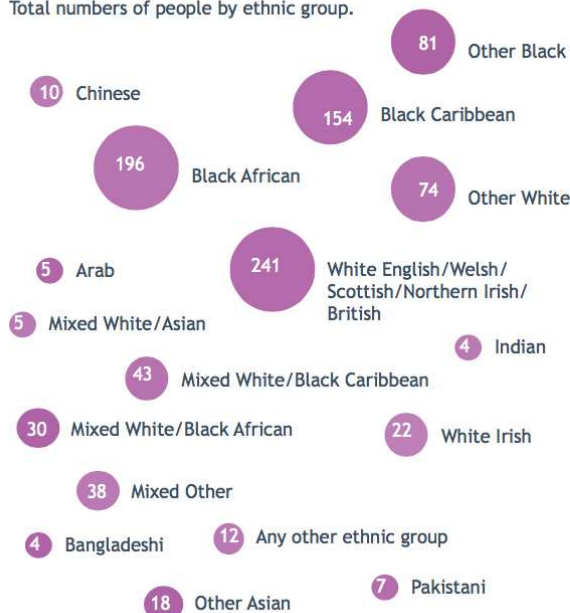 Total numbers of people by ethnic group.
81 Other Black
10 Chinese
154 Black Caribbean
196 Black African
74 Other White
5 Arab
241 White English/Welsh/
Scottish/Northern Irish/
British
5 Mixed White/Asian
4 Indian
43 Mixed White/Black Caribbean
30 Mixed White/Black African
22 White Irish
38 Mixed Other
12 Any other ethnic group
4 Bangladeshi
7 Pakistani
18 Other Asian